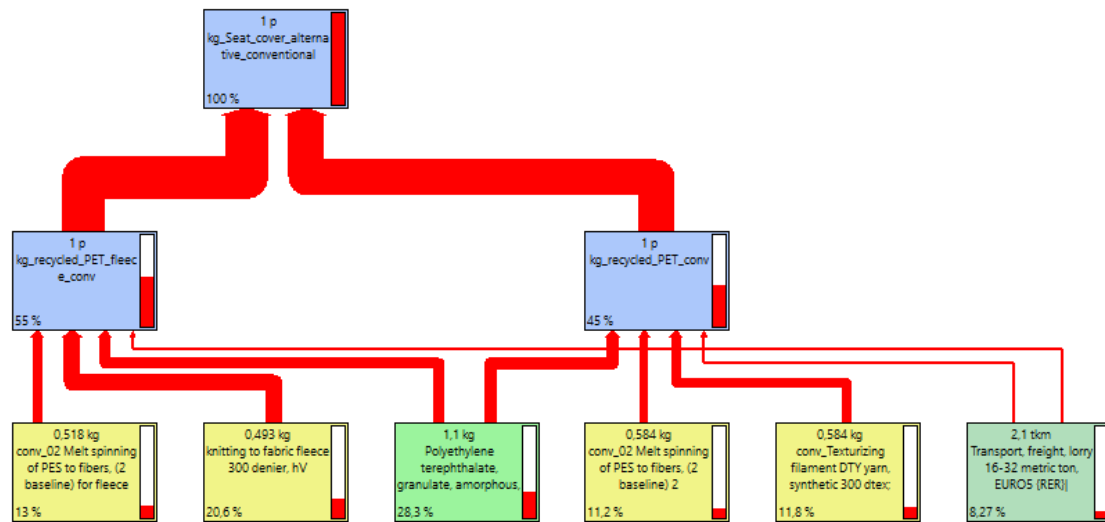 1 p
kg_Seat_cover_alterna
tive_conventional
100 %
1 p
kg_recycled_PET_fleec
e_conv
55 %
1 p
kg_recycled_PET_conv
45 %
0,518 kg
conv_02 Melt spinning
of PES to fibers, (2
baseline) for fleece
13 %
0,493 kg
knitting to fabric fleece
300 denier, hV
20,6 %
1,1 kg
Polyethylene
terephthalate,
granulate, amorphous,
28,3 %
0,584 kg
conv_02 Melt spinning
of PES to fibers, (2
baseline) 2
11,2 %
0,584 kg
conv_Texturizing
filament DTY yarn,
synthetic 300 dtex;
11,8 %
2,1 tkm
Transport, freight, lorry
16-32 metric ton,
EURO5 {RER}|
8,27 %